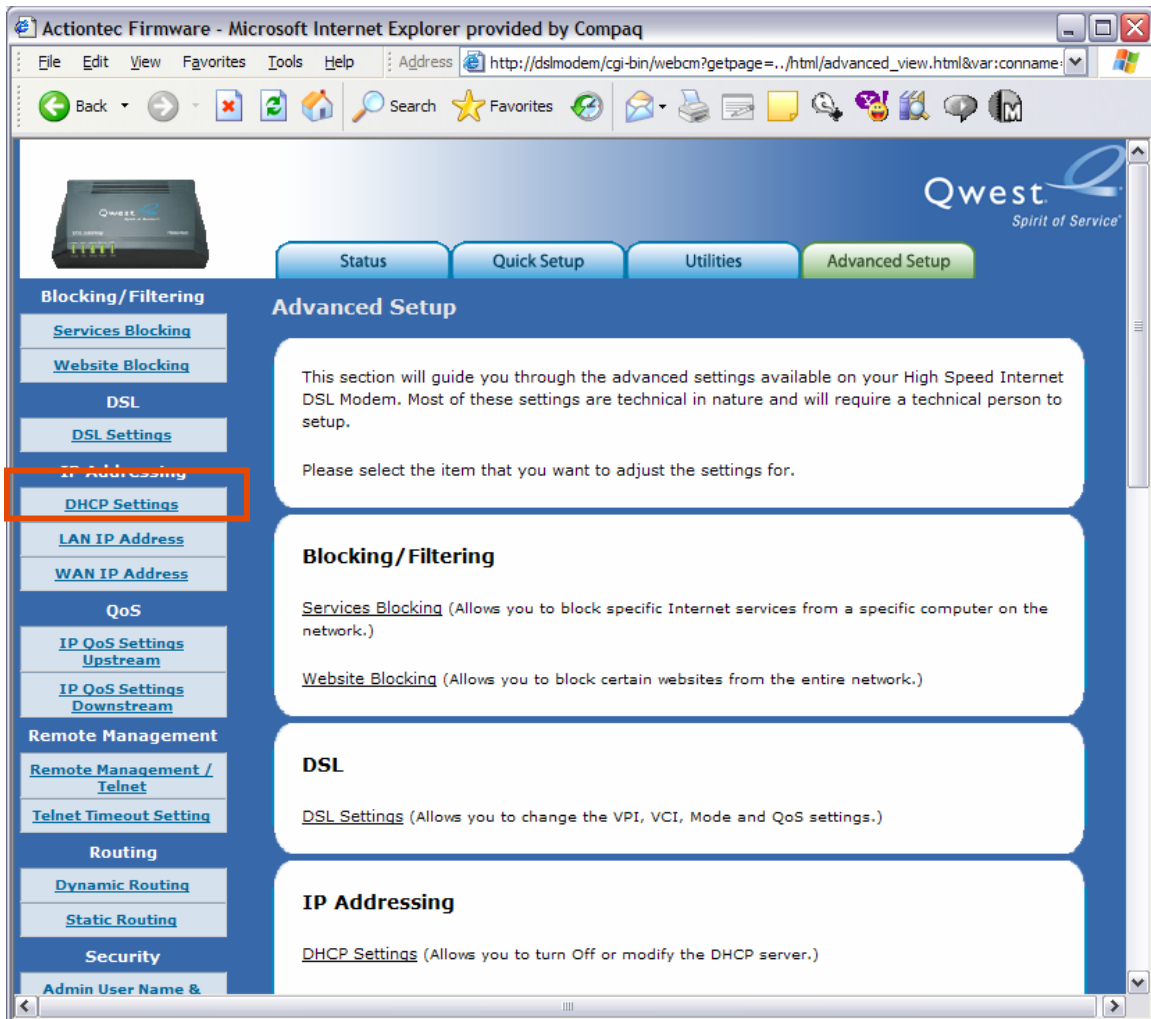 Actiontec Firmware - Microsoft Internet Explorer provided by Compaq
File Edit View Favorites Tools Help Address http://dslmodem/cgi-bin/webcm?getpage=../html/advanced_view.html&var:conname:
Back Search Favorites
Qwest
Spirit of Service
Qwest
Status Quick Setup Utilities Advanced Setup
Blocking/Filtering
Services Blocking
Website Blocking
DSL
DSL Settings
IP Addressing
DHCP Settings
LAN IP Address
WAN IP Address
QoS
IP QoS Settings
Upstream
IP QoS Settings
Downstream
Remote Management
Remote Management /
Telnet
Telnet Timeout Setting
Routing
Dynamic Routing
Static Routing
Security
Admin User Name &
Advanced Setup
This section will guide you through the advanced settings available on your High Speed Internet
DSL Modem. Most of these settings are technical in nature and will require a technical person to
setup.
Please select the item that you want to adjust the settings for.
Blocking/Filtering
Services Blocking (Allows you to block specific Internet services from a specific computer on the
network.)
Website Blocking (Allows you to block certain websites from the entire network.)
DSL
DSL Settings (Allows you to change the VPI, VCI, Mode and QoS settings.)
IP Addressing
DHCP Settings (Allows you to turn Off or modify the DHCP server.)